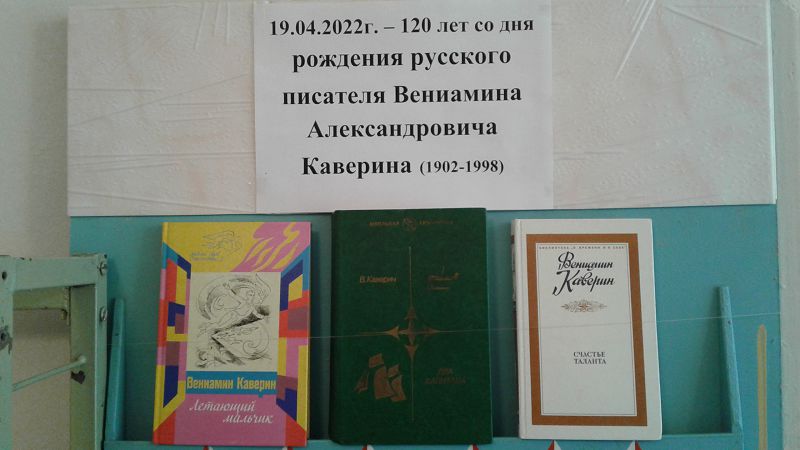 19.04.2022г. – 120 лет со дня
рождения русского
писателя Вениамина
Александровича
Каверина (1902-1998)
Вениамин Каверин
Летающий
мальчик
В.Каверин
ДВА
КАПИТАНА
Вениамин
Каверин
СЧАСТЬЕ
ТАЛАНТА